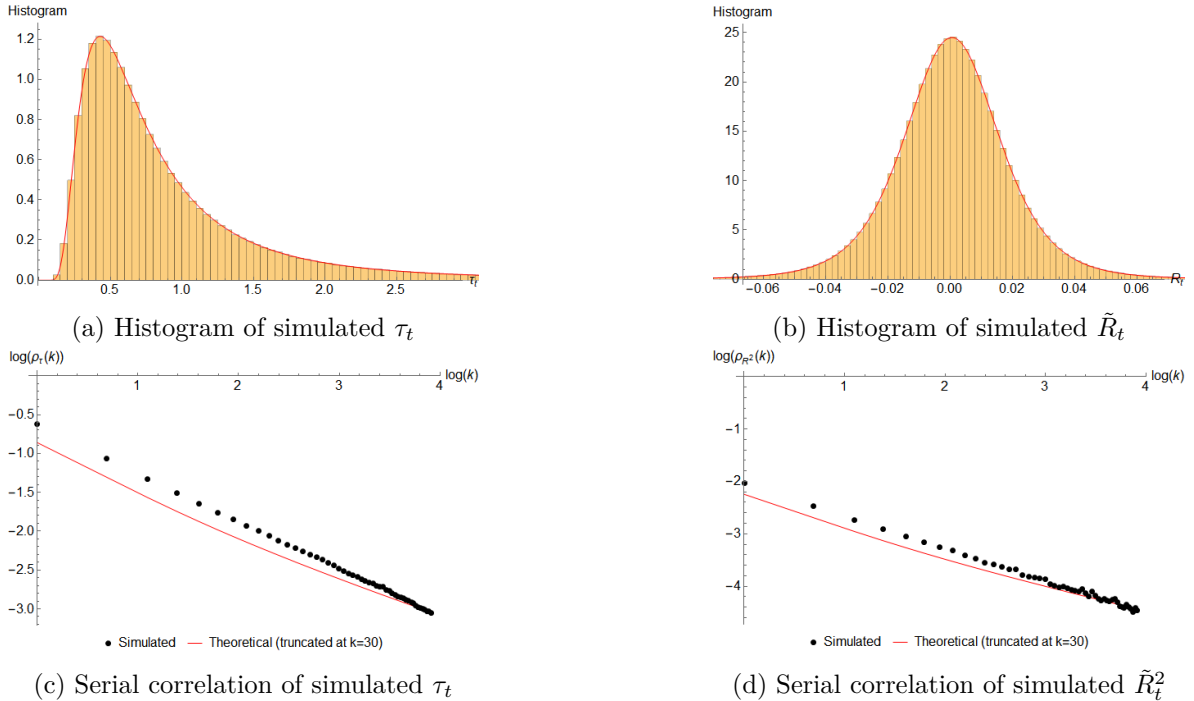 Histogram
1.2
1.0
0.8
0.6
0.4
0.2
0.0
0.5
1.0
1.5
2.0
2.5
τt
(a) Histogram of simulated τt
Histogram
25
20
15
10
5
0
−0.06
−0.04
−0.02
0.00
0.02
0.04
0.06
Rt
(b) Histogram of simulated R̃t
log(ρτ(k))
log(k)
1
2
3
4
−0.5
−1.0
−1.5
−2.0
−2.5
−3.0
Simulated
Theoretical (truncated at k=30)
(c) Serial correlation of simulated τt
log(ρR²(k))
log(k)
1
2
3
4
−1
−2
−3
−4
Simulated
Theoretical (truncated at k=30)
(d) Serial correlation of simulated R̃t²